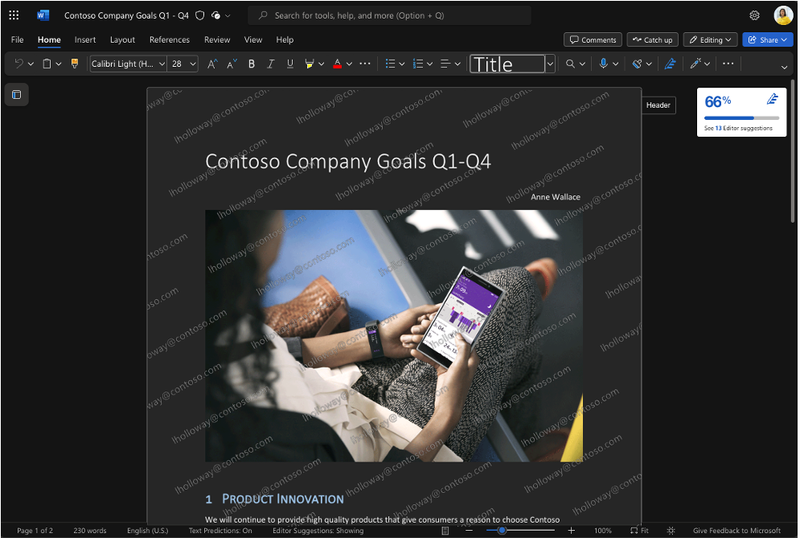 Contoso Company Goals Q1 - Q4
Search for tools, help, and more (Option + Q)
File Home Insert Layout References Review View Help
Comments Catch up Editing Share
Calibri Light (H... 28 A A B I U A Title
Header
66%
See 13 Editor suggestions
Contoso Company Goals Q1-Q4
Anne Wallace
lholloway@contoso.com
1 Product Innovation
We will continue to provide high quality products that give consumers a reason to choose Contoso
Page 1 of 2 230 words English (U.S.) Text Predictions: On Editor Suggestions: Showing 100% Fit Give Feedback to Microsoft